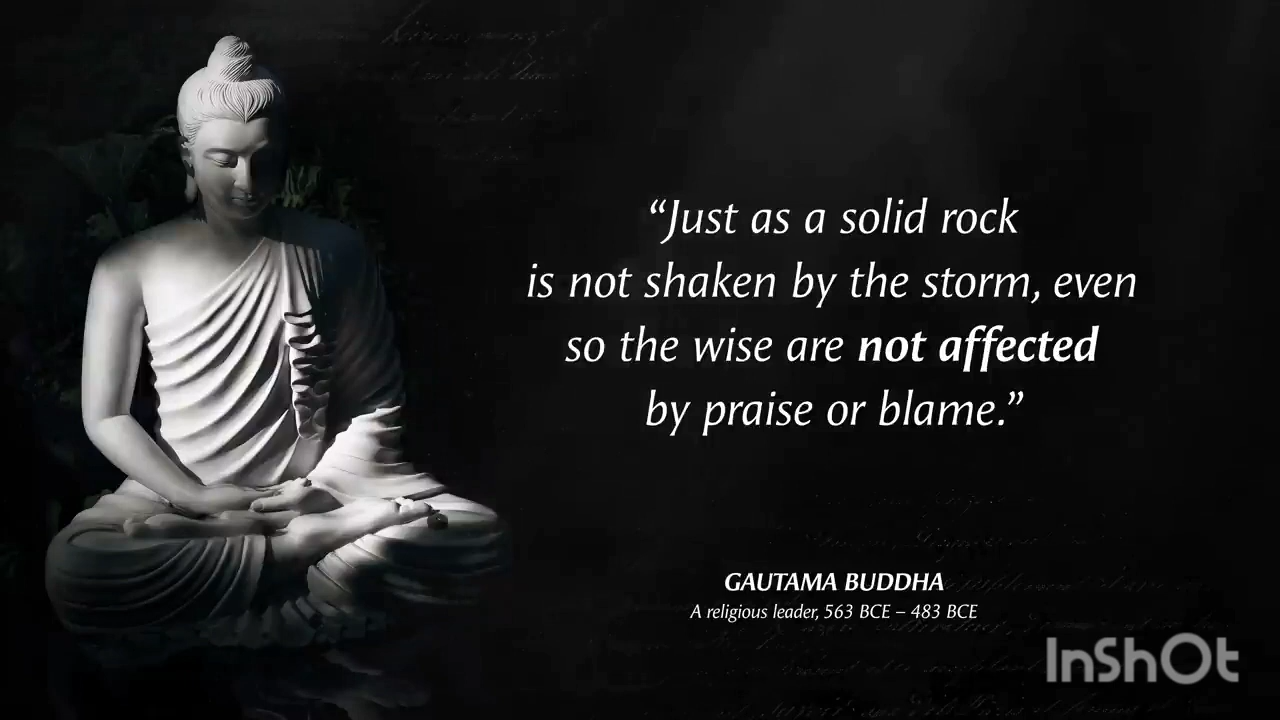 “Just as a solid rock
is not shaken by the storm, even
so the wise are not affected
by praise or blame.”
GAUTAMA BUDDHA
A religious leader, 563 BCE – 483 BCE
InShOt